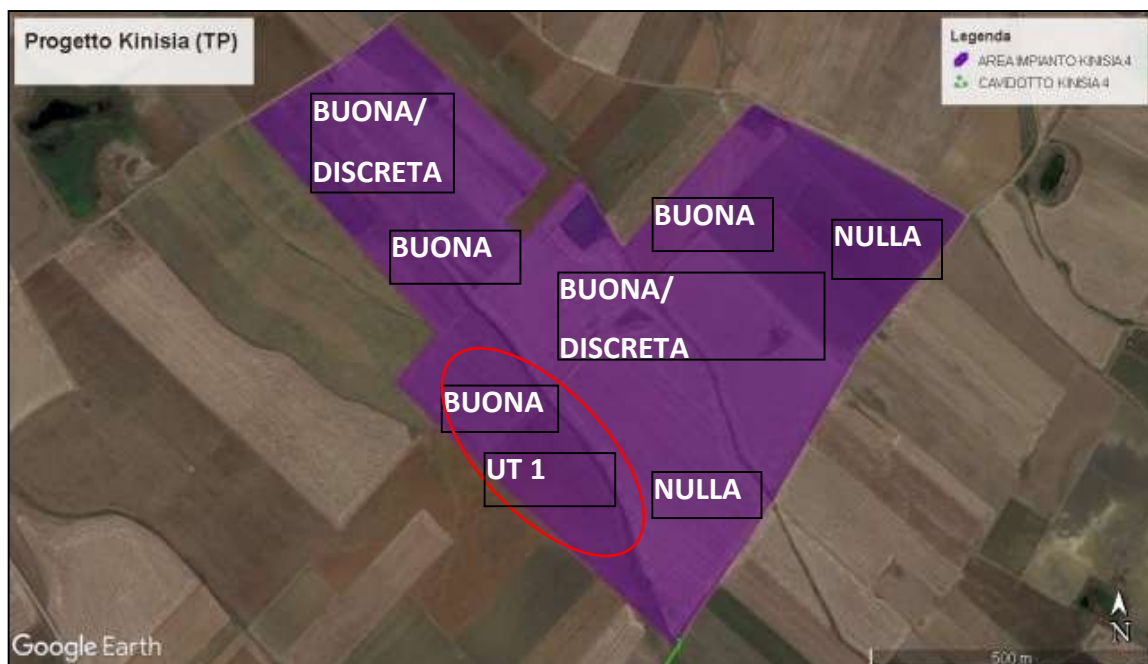 Progetto Kinisia (TP)
Legenda
AREA IMPIANTO KINISIA 4
CAVIDOTTO KINISIA 4
BUONA/
DISCRETA
BUONA
NULLA
BUONA
BUONA/
DISCRETA
BUONA
UT 1
NULLA
N
Google Earth
500 m